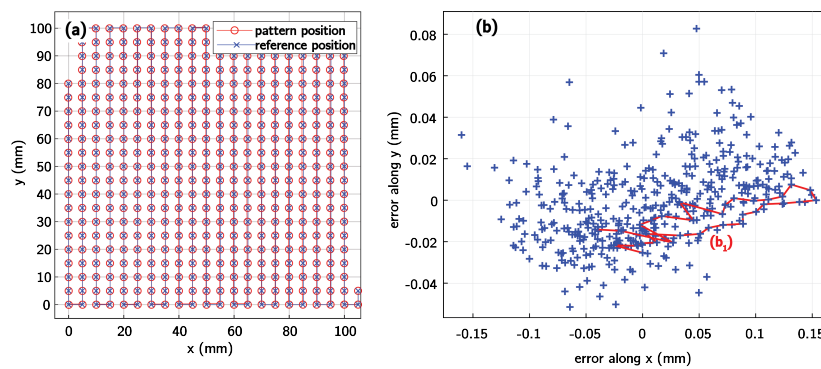 (a)
pattern position
reference position
100
90
80
70
60
50
40
30
20
10
0
y (mm)
0 20 40 60 80 100
x (mm)
(b)
0.08
0.06
0.04
0.02
0
-0.02
-0.04
error along y (mm)
(b1)
-0.15 -0.1 -0.05 0 0.05 0.1 0.15
error along x (mm)